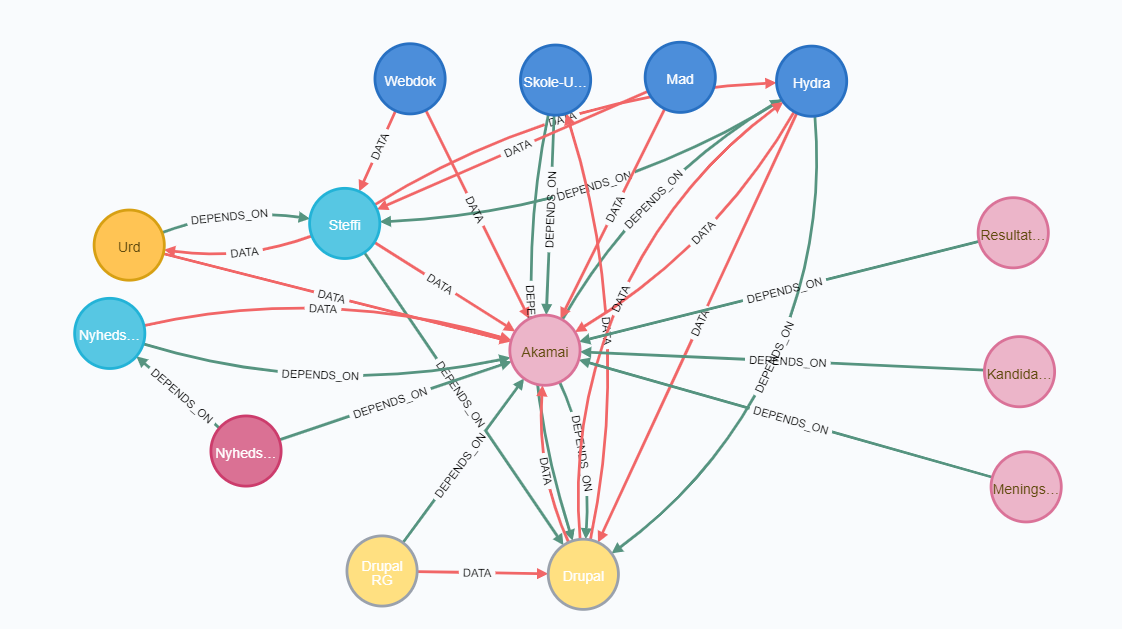 Webdok
Skole-U...
Mad
Hydra
DATA
DATA
DATA
DEPENDS_ON
DEPENDS_ON
DEPENDS_ON
DATA
DATA
DEPENDS_ON
Steffi
DATA
Resultat...
Urd
DATA
DATA
DEPENDS_ON
DATA
DATA
DATA
DEPE
Nyheds...
DATA
DATA
DATA
Akamai
DEPENDS_ON
DEPENDS_ON
Kandida...
DEPENDS_ON
DEPENDS_ON
DEPENDS_ON
DEPENDS_ON
DEPENDS_ON
Nyheds...
DEPENDS_ON
DEPENDS_ON
DATA
Menings...
Drupal
RG
DATA
Drupal